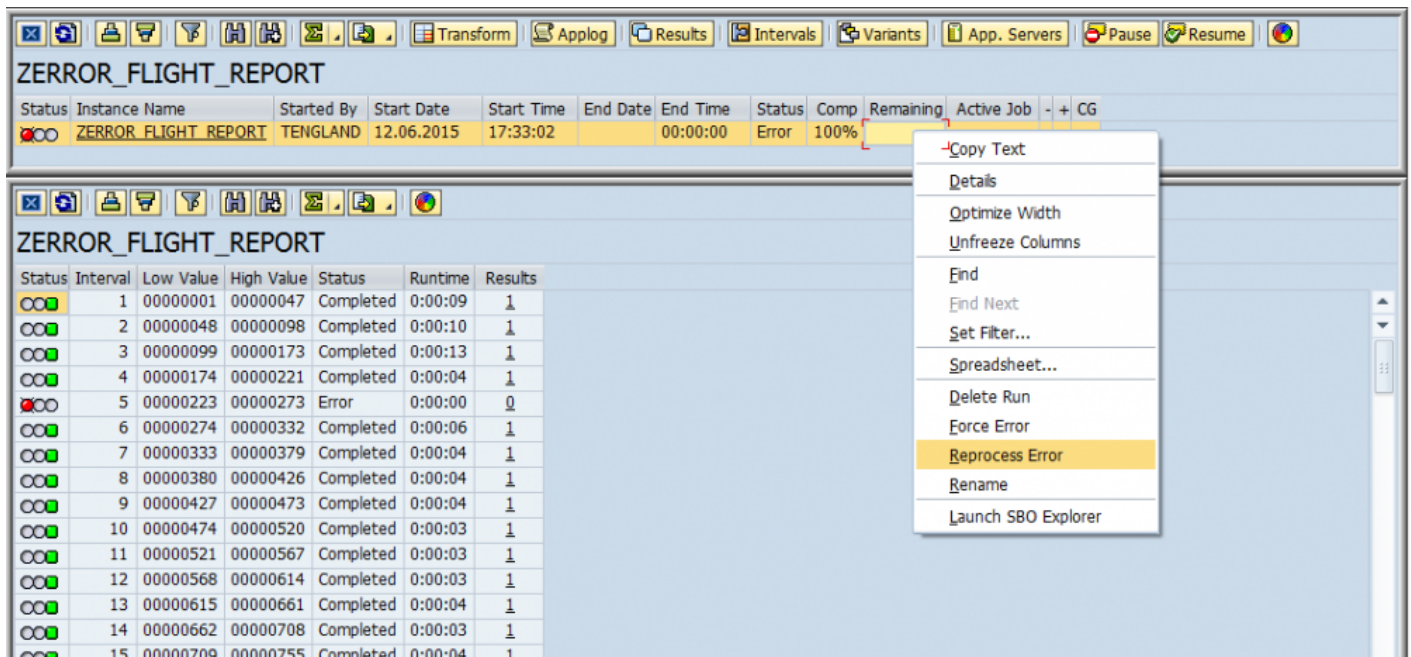 Transform Applog Results Intervals Variants App. Servers Pause Resume
ZERROR_FLIGHT_REPORT
Status Instance Name Started By Start Date Start Time End Date End Time Status Comp Remaining Active Job - + CG
ZERROR_FLIGHT_REPORT TENGLAND 12.06.2015 17:33:02 00:00:00 Error 100%
Copy Text
Details
Optimize Width
Unfreeze Columns
Find
Find Next
Set Filter...
Spreadsheet...
Delete Run
Force Error
Reprocess Error
Rename
Launch SBO Explorer
ZERROR_FLIGHT_REPORT
Status Interval Low Value High Value Status Runtime Results
1 00000001 00000047 Completed 0:00:09 1
2 00000048 00000098 Completed 0:00:10 1
3 00000099 00000173 Completed 0:00:13 1
4 00000174 00000221 Completed 0:00:04 1
5 00000223 00000273 Error 0:00:00 0
6 00000274 00000332 Completed 0:00:06 1
7 00000333 00000379 Completed 0:00:04 1
8 00000380 00000426 Completed 0:00:04 1
9 00000427 00000473 Completed 0:00:04 1
10 00000474 00000520 Completed 0:00:03 1
11 00000521 00000567 Completed 0:00:03 1
12 00000568 00000614 Completed 0:00:03 1
13 00000615 00000661 Completed 0:00:04 1
14 00000662 00000708 Completed 0:00:03 1
15 00000709 00000755 Completed 0:00:04 1